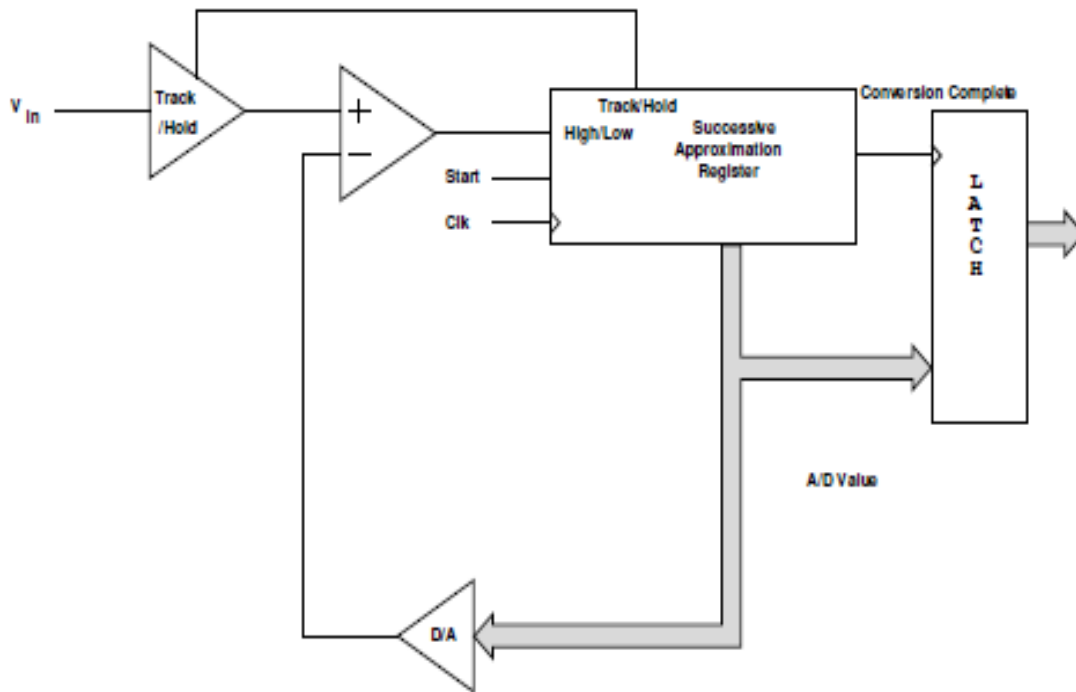 Track
/Hold
V in
+
−
Track/Hold
High/Low
Successive
Approximation
Register
Start
Clk
Conversion Complete
L
A
T
C
H
A/D Value
D/A